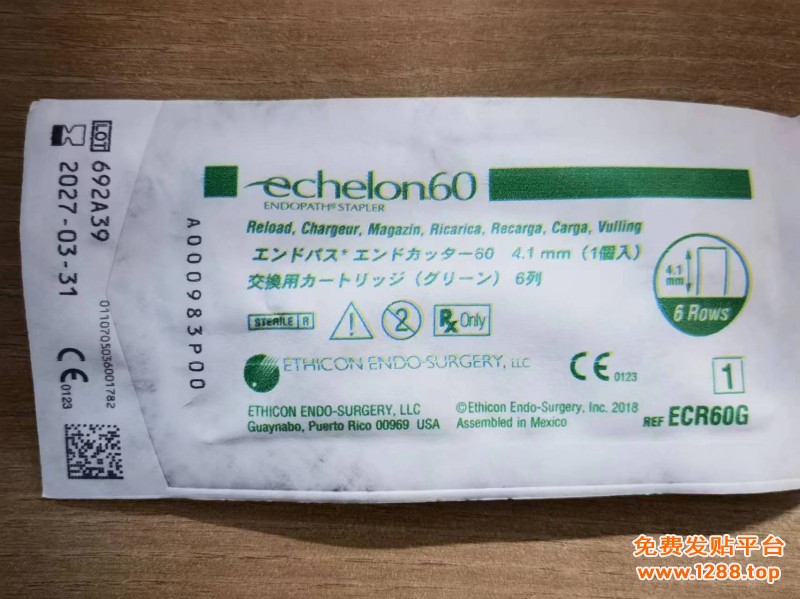 LOT 692A39
2027-03-31
CE 0123
0110705036001782
A000983P00
echelon60
ENDOPATH® STAPLER
Reload, Chargeur, Magazin, Ricarica, Recarga, Carga, Vulling
エンドパス* エンドカッター60 4.1 mm (1個入)
交換用カートリッジ (グリーン) 6列
4.1 mm
6 Rows
STERILE R
2
Rx Only
ETHICON ENDO-SURGERY, LLC
CE 0123
1
ETHICON ENDO-SURGERY, LLC
Guaynabo, Puerto Rico 00969 USA
©Ethicon Endo-Surgery, Inc. 2018
Assembled in Mexico
REF ECR60G
免费发贴平台
www.1288.top